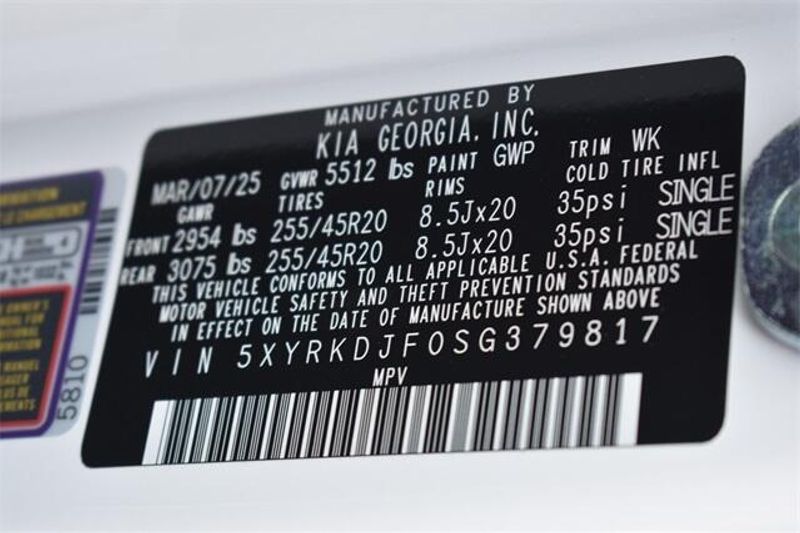 MANUFACTURED BY
KIA GEORGIA. INC.
MAR/07/25 GVWR 5512 lbs PAINT GWP TRIM WK
GAWR TIRES RIMS COLD TIRE INFL
FRONT 2954 lbs 255/45R20 8.5Jx20 35psi SINGLE
REAR 3075 lbs 255/45R20 8.5Jx20 35psi SINGLE
THIS VEHICLE CONFORMS TO ALL APPLICABLE U.S.A. FEDERAL
MOTOR VEHICLE SAFETY AND THEFT PREVENTION STANDARDS
IN EFFECT ON THE DATE OF MANUFACTURE SHOWN ABOVE
VIN 5XYRKDJF0SG379817
MPV
5810